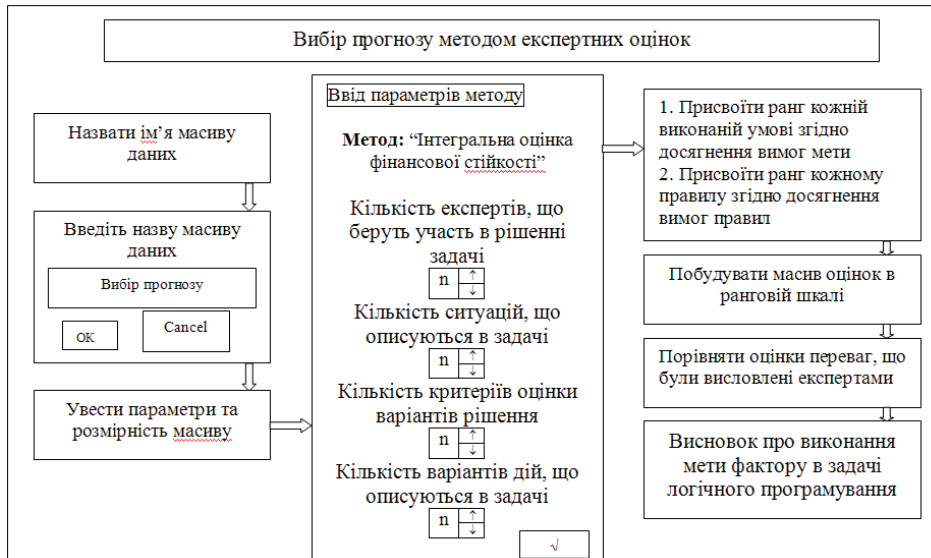 Вибір прогнозу методом експертних оцінок
Назвати ім’я масиву
даних
Введіть назву масиву
даних
Вибір прогнозу
ОК
Cancel
Увести параметри та
розмірність масиву
Ввід параметрів методу
Метод: “Інтегральна оцінка
фінансової стійкості”
Кількість експертів, що
беруть участь в рішенні
задачі
n ↑
↓
Кількість ситуацій, що
описуються в задачі
n ↑
↓
Кількість критеріїв оцінки
варіантів рішення
n ↑
↓
Кількість варіантів дій, що
описуються в задачі
n ↑
↓
√
1. Присвоїти ранг кожній
виконаній умові згідно
досягнення вимог мети
2. Присвоїти ранг кожному
правилу згідно досягнення
вимог правил
Побудувати масив оцінок в
ранговій шкалі
Порівняти оцінки переваг, що
були висловлені експертами
Висновок про виконання
мети фактору в задачі
логічного програмування